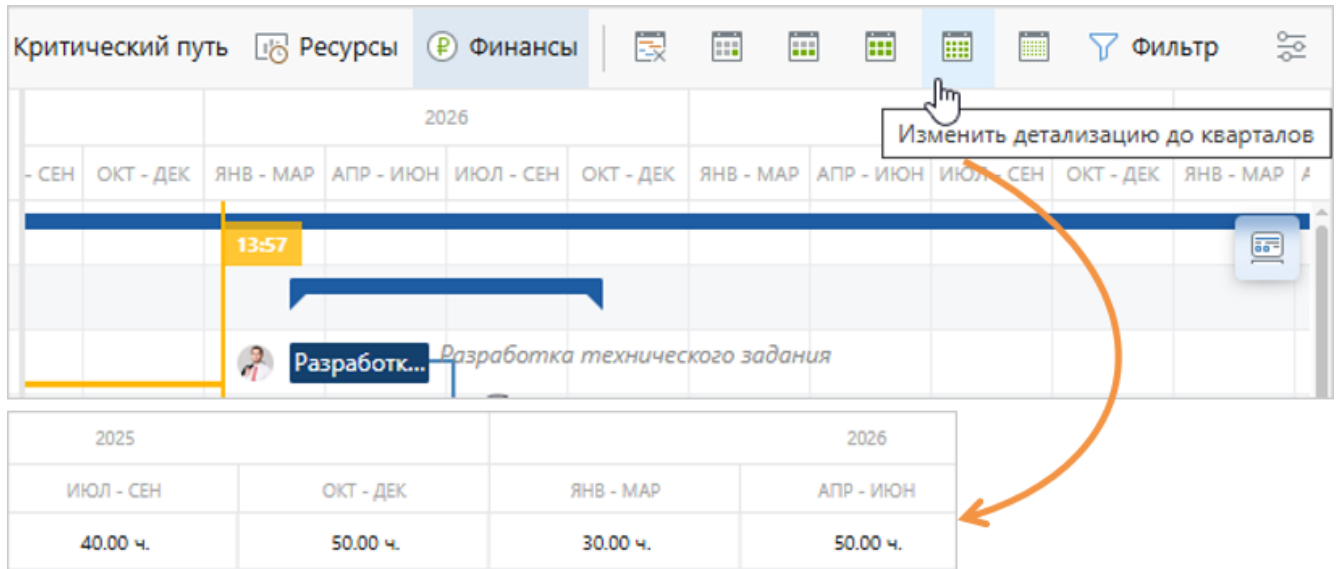 Критический путь Ресурсы Финансы Фильтр
Изменить детализацию до кварталов
2026
- СЕН ОКТ - ДЕК ЯНВ - МАР АПР - ИЮН ИЮЛ - СЕН ОКТ - ДЕК ЯНВ - МАР АПР - ИЮН ИЮЛ - СЕН ОКТ - ДЕК ЯНВ - МАР
13:57
Разработк... Разработка технического задания
2025 2026
ИЮЛ - СЕН ОКТ - ДЕК ЯНВ - МАР АПР - ИЮН
40.00 ч. 50.00 ч. 30.00 ч. 50.00 ч.